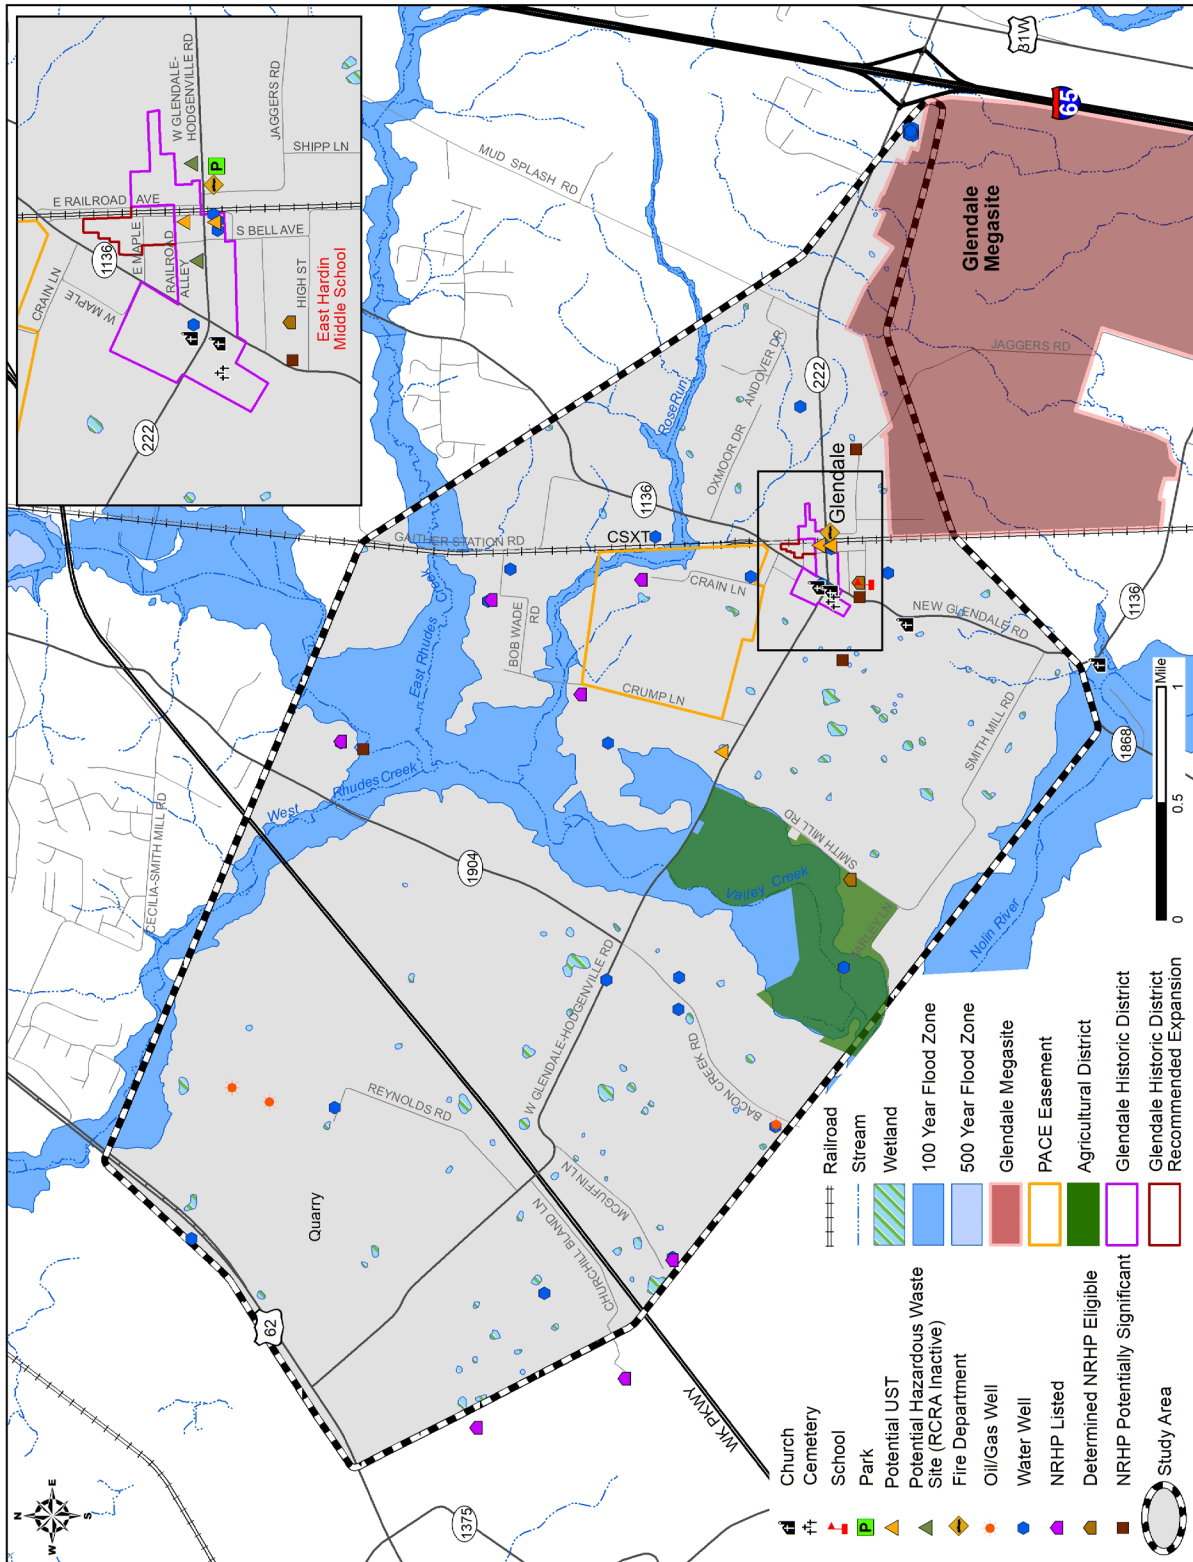 N
E
S
W
W GLENDALE-
HODGENVILLE RD
JAGGERS RD
SHIPP LN
E RAILROAD AVE
S BELL AVE
E MAPLE
RAILROAD
ALLEY
HIGH ST
East Hardin
Middle School
CRAIN LN
W MAPLE
1136
222
P
31W
65
MUD SPLASH RD
Glendale
Megasite
JAGGERS RD
222
ANDOVER DR
OXMOOR DR
Rose Run
1136
Glendale
CSXT
GAITHER STATION RD
CRAIN LN
BOB WADE
RD
CRUMP LN
NEW GLENDALE RD
1136
1868
SMITH MILL RD
SMITH MILL RD
East Rhudes Creek
West Rhudes Creek
CECILIA-SMITH MILL RD
1904
Valley Creek
Nolin River
W GLENDALE-HODGENVILLE RD
BACON CREEK RD
REYNOLDS RD
MCGUFFIN LN
CHURCHILL BLAND LN
Quarry
62
WK PKWY
1375
0
0.5
1
Mile
Church
Cemetery
School
P
Park
Potential UST
Potential Hazardous Waste
Site (RCRA Inactive)
Fire Department
Oil/Gas Well
Water Well
NRHP Listed
Determined NRHP Eligible
NRHP Potentially Significant
Study Area
Railroad
Stream
Wetland
100 Year Flood Zone
500 Year Flood Zone
Glendale Megasite
PACE Easement
Agricultural District
Glendale Historic District
Glendale Historic District
Recommended Expansion